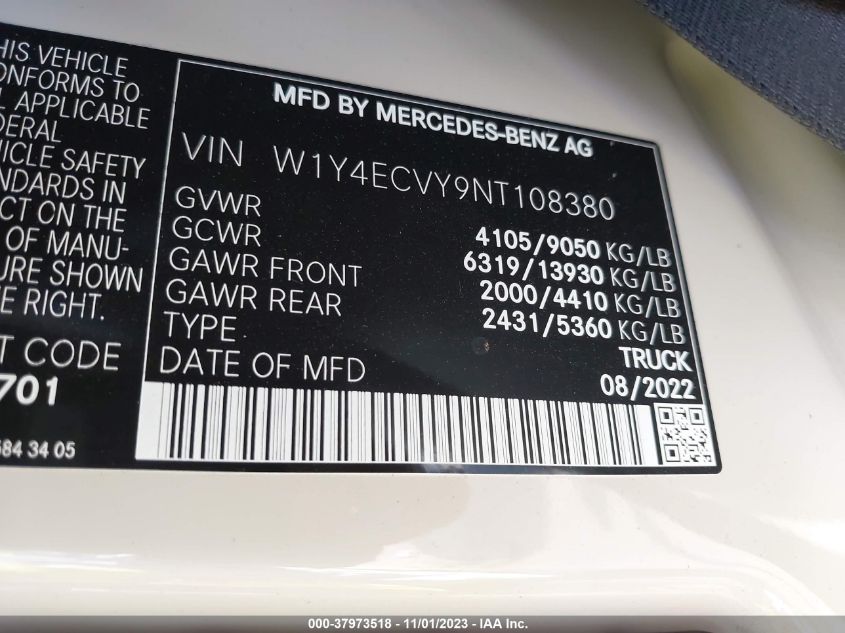 HIS VEHICLE
ONFORMS TO
L APPLICABLE
DERAL
HICLE SAFETY
NDARDS IN
CT ON THE
OF MANU-
URE SHOWN
E RIGHT.
T CODE
701
684 34 05
MFD BY MERCEDES-BENZ AG
VIN W1Y4ECVY9NT108380
GVWR 4105/9050 KG/LB
GCWR 6319/13930 KG/LB
GAWR FRONT 2000/4410 KG/LB
GAWR REAR 2431/5360 KG/LB
TYPE TRUCK
DATE OF MFD 08/2022
000-37973518 - 11/01/2023 - IAA Inc.